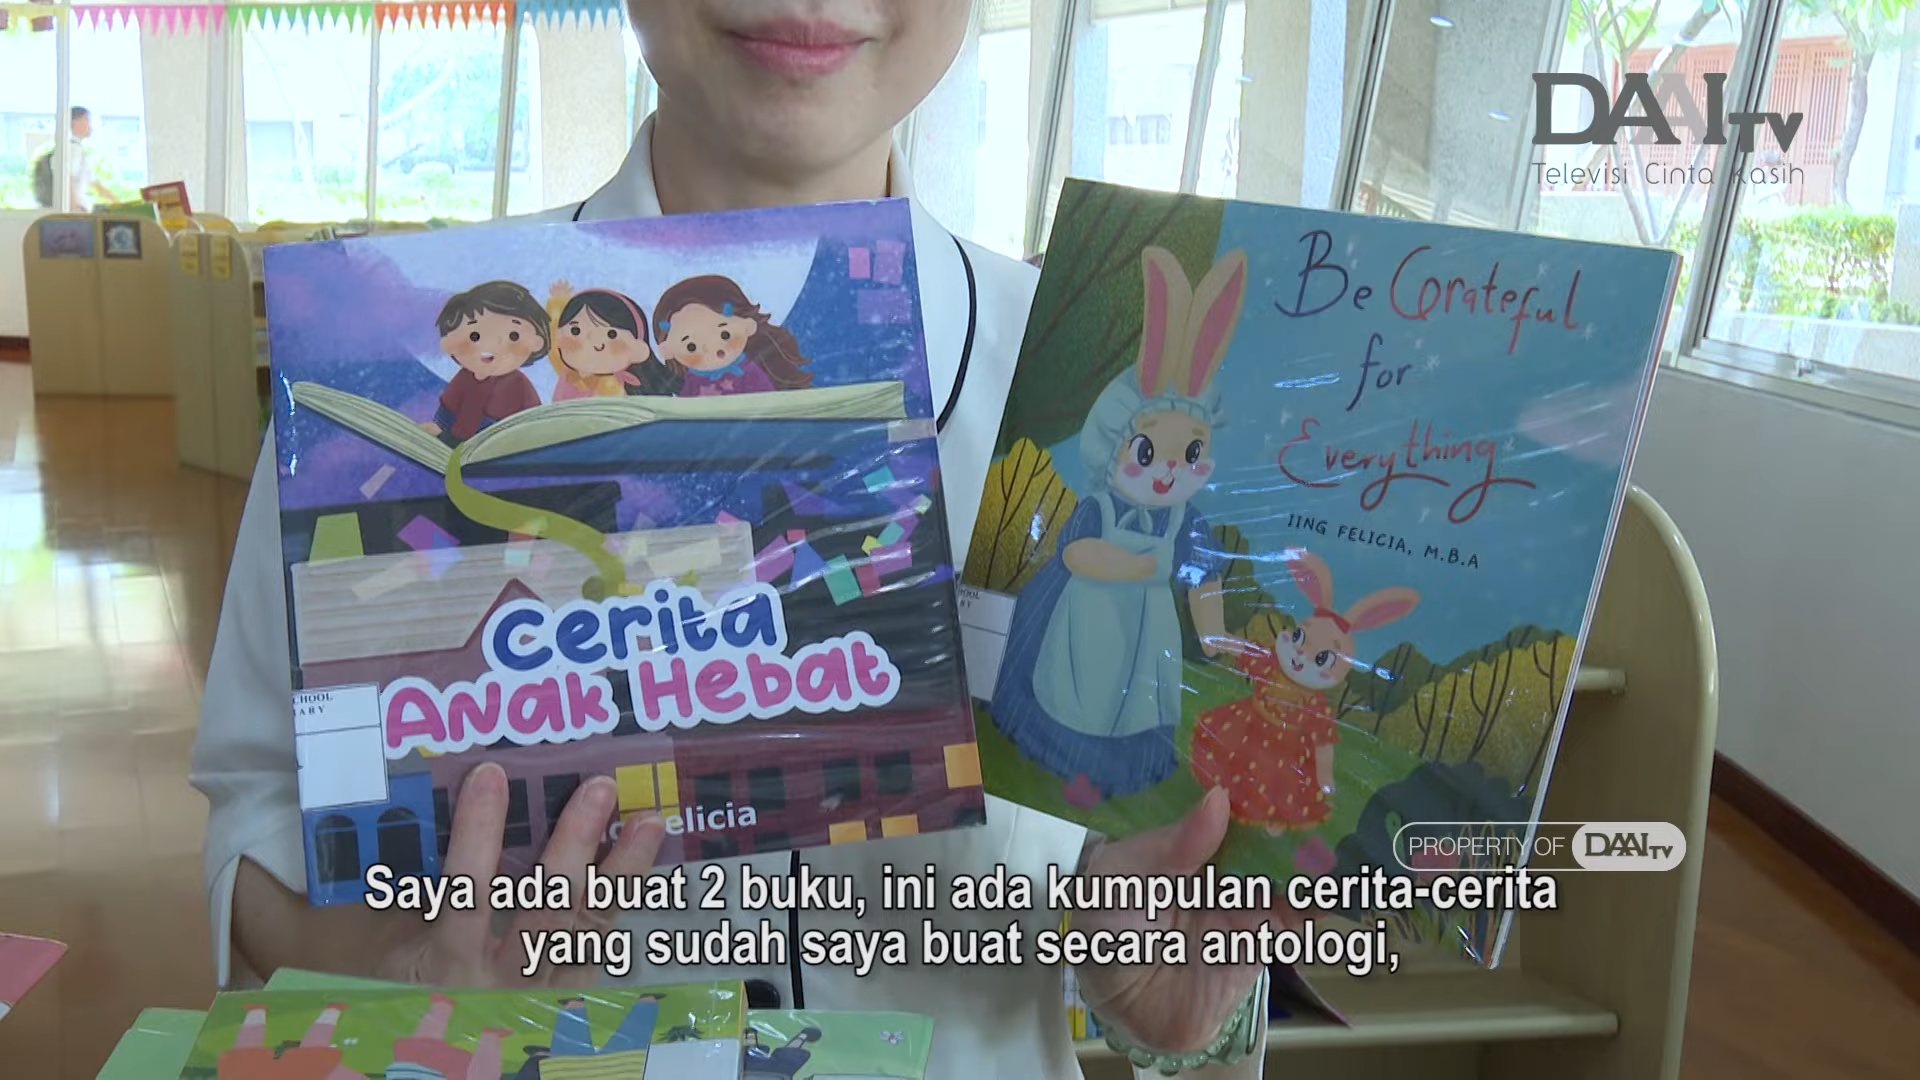 DAAI TV
Televisi Cinta Kasih
Be Grateful
for
Everything
IING FELICIA, M.B.A
Cerita
Anak Hebat
PROPERTY OF DAAI TV
Saya ada buat 2 buku, ini ada kumpulan cerita-cerita
yang sudah saya buat secara antologi,